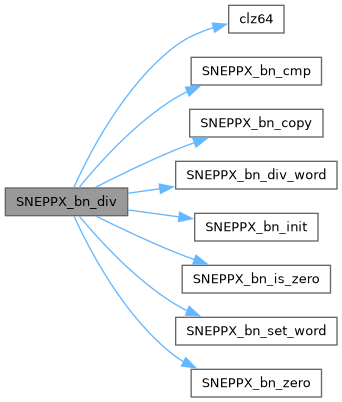 clz64
SNEPPX_bn_cmp
SNEPPX_bn_copy
SNEPPX_bn_div_word
SNEPPX_bn_div
SNEPPX_bn_init
SNEPPX_bn_is_zero
SNEPPX_bn_set_word
SNEPPX_bn_zero